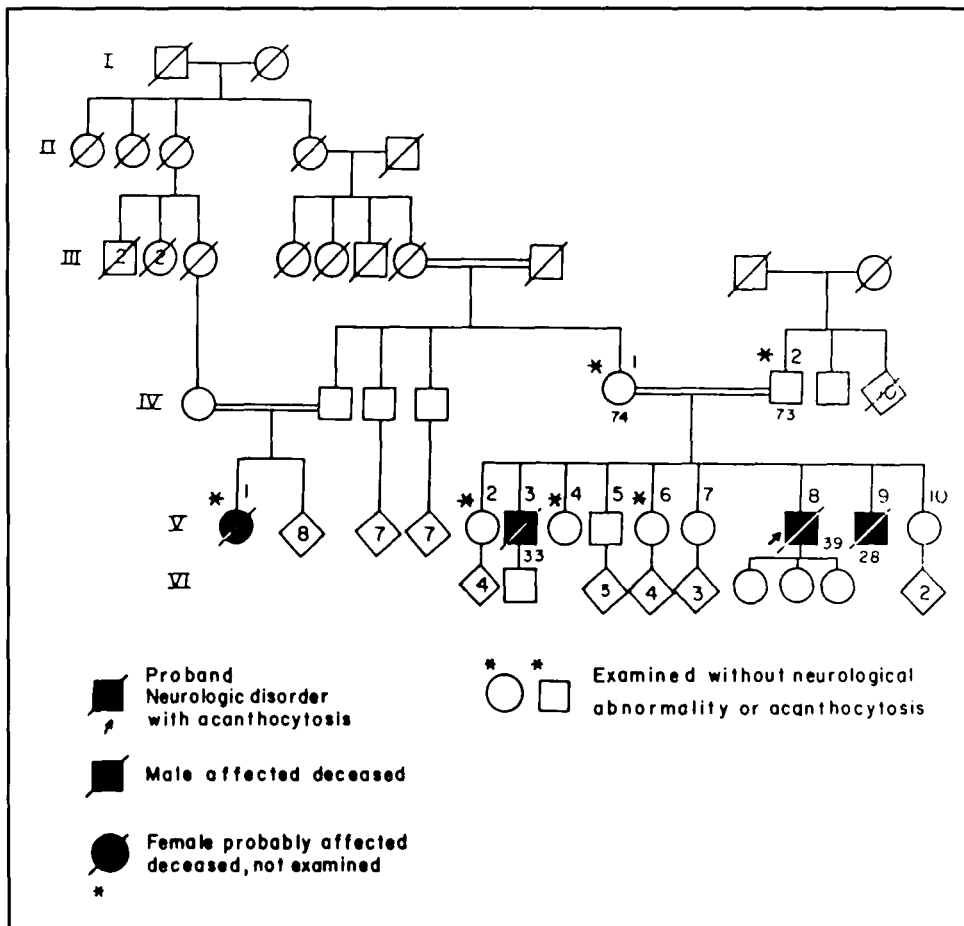 I
II
III
2
2
*
1
*
2
IV
74
73
*
1
*
2
3
*
4
5
*
6
7
8
9
10
V
8
7
7
33
39
28
VI
4
5
4
3
2
Proband
Neurologic disorder
with acanthocytosis
* *
Examined without neurological
abnormality or acanthocytosis
Male affected deceased
Female probably affected
deceased, not examined
*